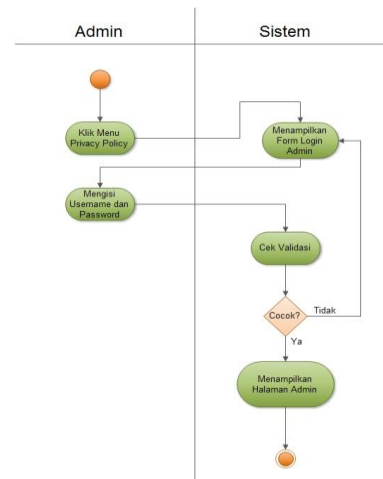 Admin
Sistem
Klik Menu
Privacy Policy
Menampilkan
Form Login
Admin
Mengisi
Username dan
Password
Cek Validasi
Cocok?
Tidak
Ya
Menampilkan
Halaman Admin